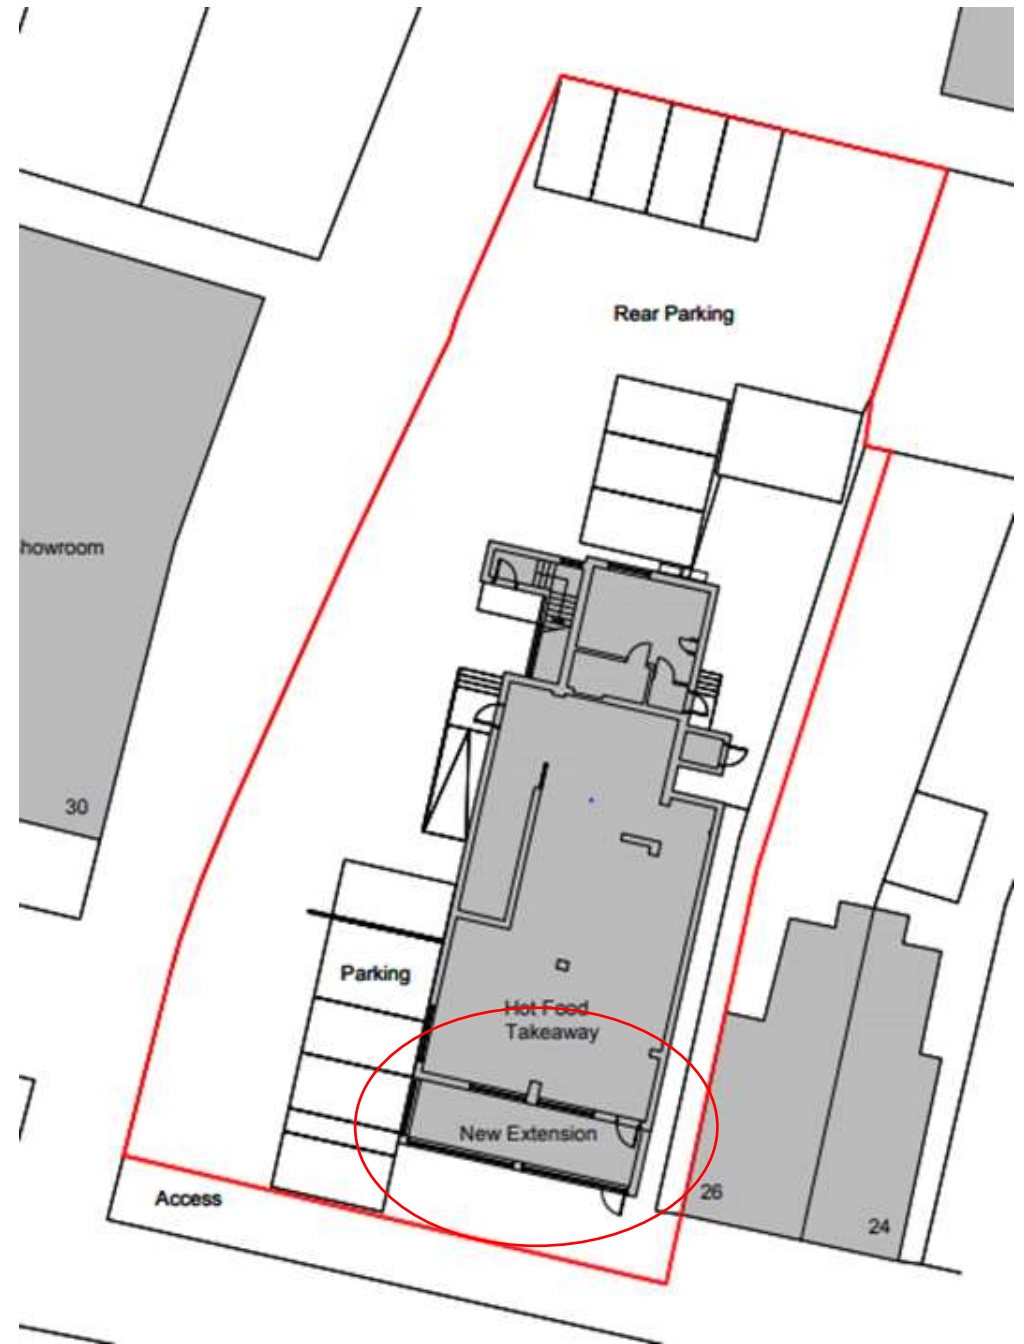 Rear Parking
howroom
30
Parking
Hot Food
Takeaway
New Extension
26
Access
24